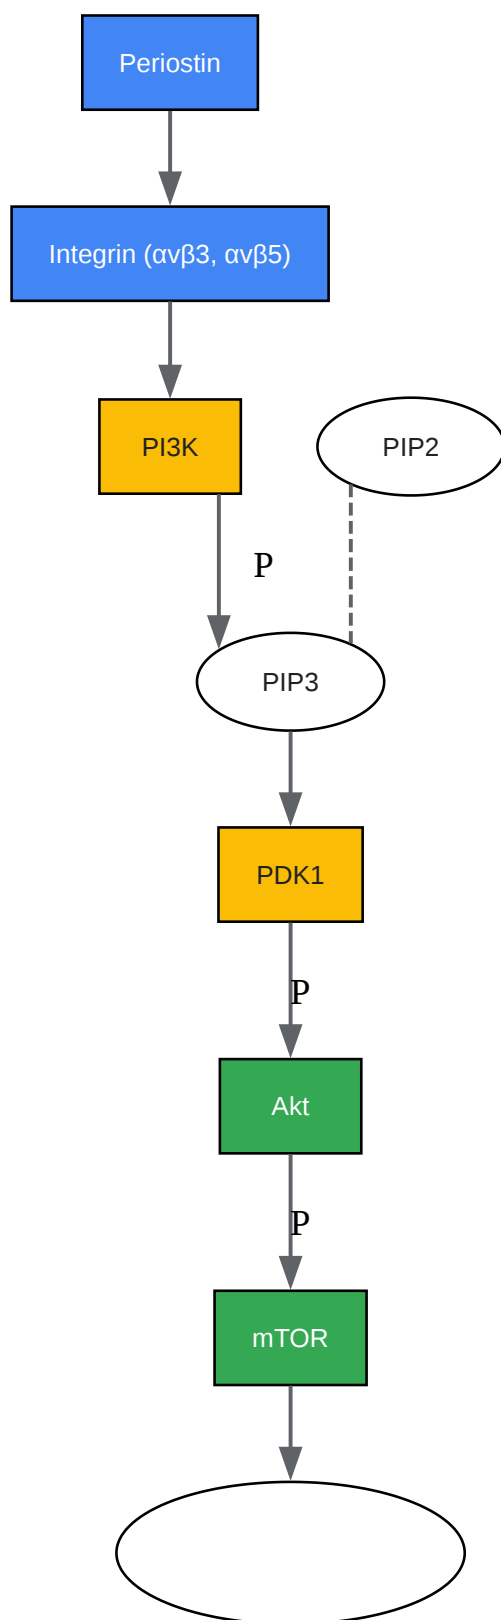 Periostin
Integrin (αvβ3, αvβ5)
PI3K
PIP2
P
PIP3
PDK1
P
Akt
P
mTOR